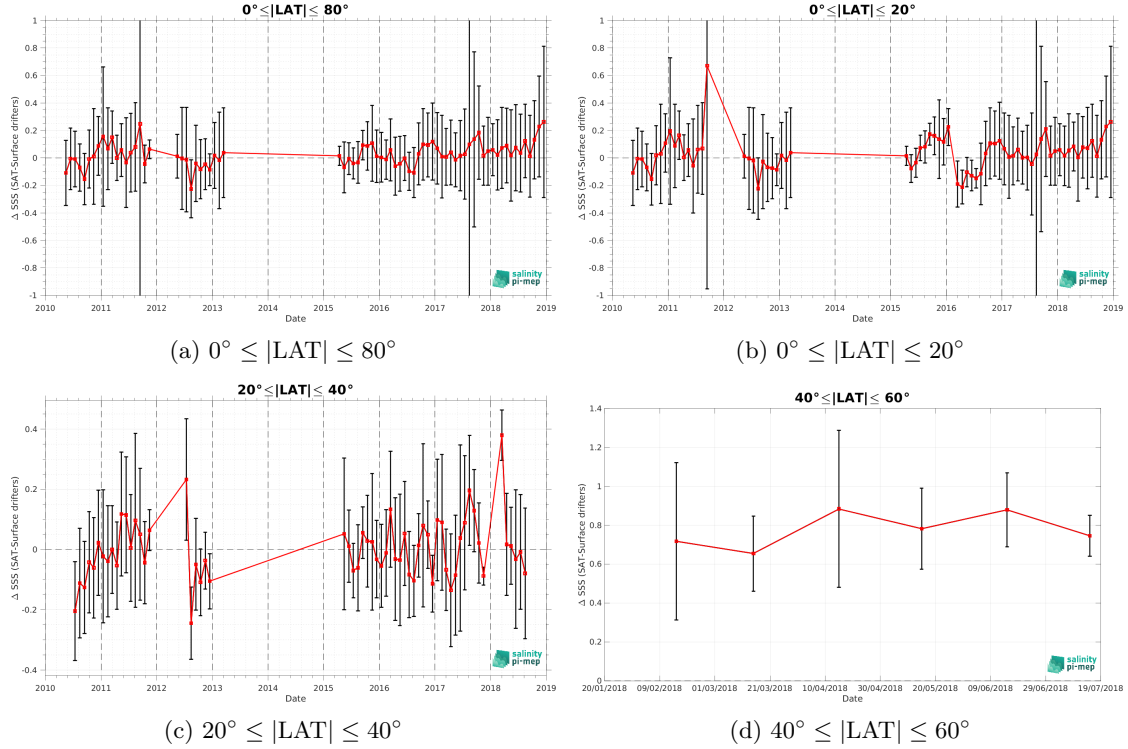 0°≤|LAT|≤ 80°
1
0.8
0.6
0.4
0.2
0
-0.2
-0.4
-0.6
-0.8
-1
Δ SSS (SAT-Surface drifters)
2010 2011 2012 2013 2014 2015 2016 2017 2018 2019
Date
salinity
pi-mep
(a) 0° ≤ |LAT| ≤ 80°
0°≤|LAT|≤ 20°
1
0.8
0.6
0.4
0.2
0
-0.2
-0.4
-0.6
-0.8
-1
Δ SSS (SAT-Surface drifters)
2010 2011 2012 2013 2014 2015 2016 2017 2018 2019
Date
salinity
pi-mep
(b) 0° ≤ |LAT| ≤ 20°
20°≤|LAT|≤ 40°
0.4
0.2
0
-0.2
-0.4
Δ SSS (SAT-Surface drifters)
2010 2011 2012 2013 2014 2015 2016 2017 2018 2019
Date
salinity
pi-mep
(c) 20° ≤ |LAT| ≤ 40°
40°≤|LAT|≤ 60°
1.4
1.2
1
0.8
0.6
0.4
0.2
0
Δ SSS (SAT-Surface drifters)
20/01/2018 09/02/2018 01/03/2018 21/03/2018 10/04/2018 30/04/2018 20/05/2018 09/06/2018 29/06/2018 19/07/2018
Date
salinity
pi-mep
(d) 40° ≤ |LAT| ≤ 60°